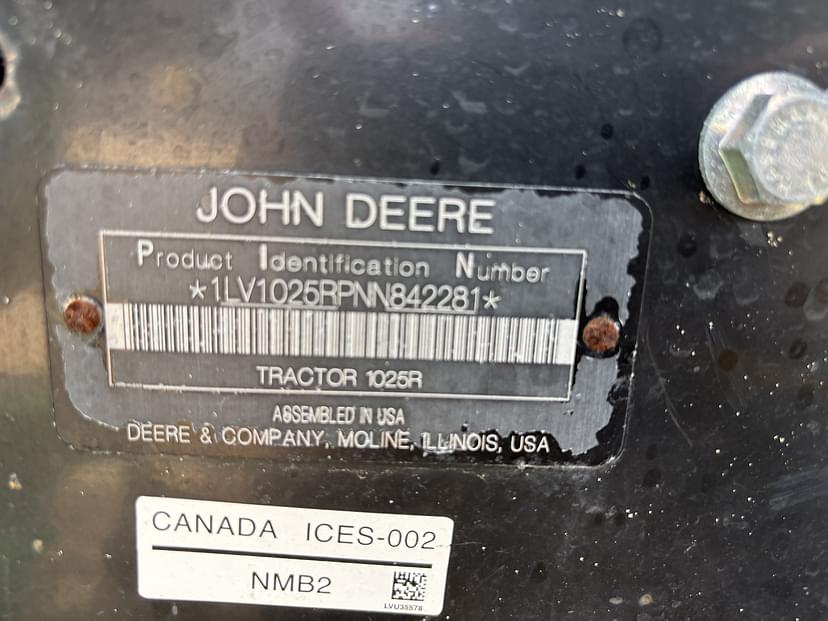 JOHN DEERE
Product Identification Number
*1LV1025RPNN842281*
TRACTOR 1025R
ASSEMBLED IN USA
DEERE & COMPANY, MOLINE, ILLINOIS, USA
CANADA ICES-002
NMB2
LVU35578